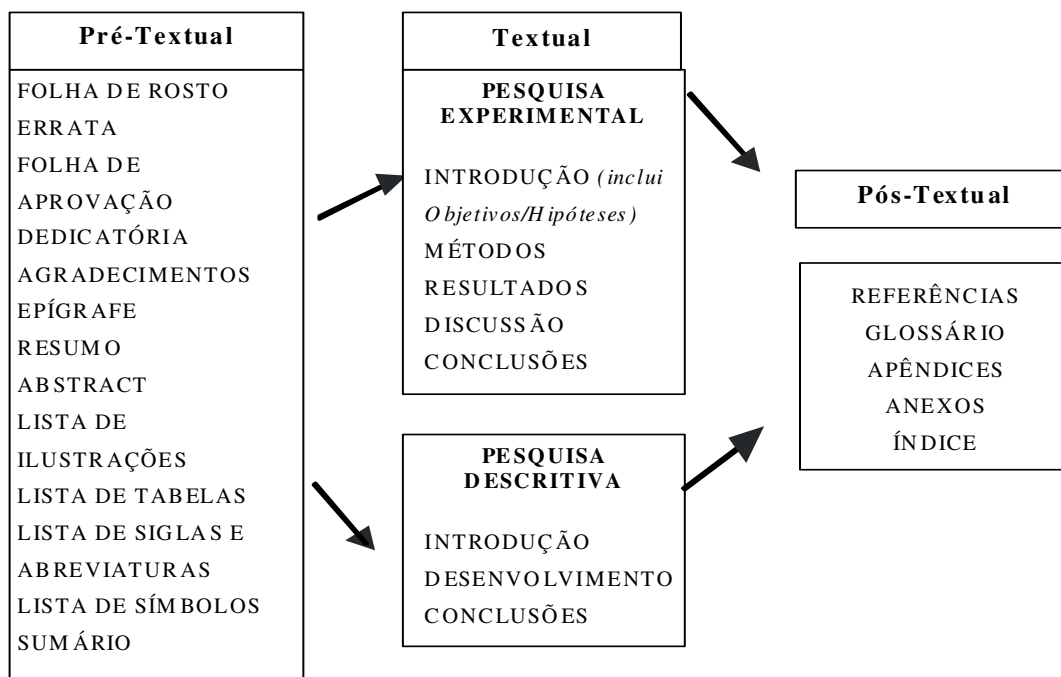 Pré-Textual
FOLHA DE ROSTO
ERRATA
FOLHA DE
APROVAÇÃO
DEDICATÓRIA
AGRADECIMENTOS
EPÍGRAFE
RESUMO
ABSTRACT
LISTA DE
ILUSTRAÇÕES
LISTA DE TABELAS
LISTA DE SIGLAS E
ABREVIATURAS
LISTA DE SÍMBOLOS
SUMÁRIO
Textual
PESQUISA
EXPERIMENTAL
INTRODUÇÃO (inclui
Objetivos/Hipóteses)
MÉTODOS
RESULTADOS
DISCUSSÃO
CONCLUSÕES
PESQUISA
DESCRITIVA
INTRODUÇÃO
DESENVOLVIMENTO
CONCLUSÕES
Pós-Textual
REFERÊNCIAS
GLOSSÁRIO
APÊNDICES
ANEXOS
ÍNDICE